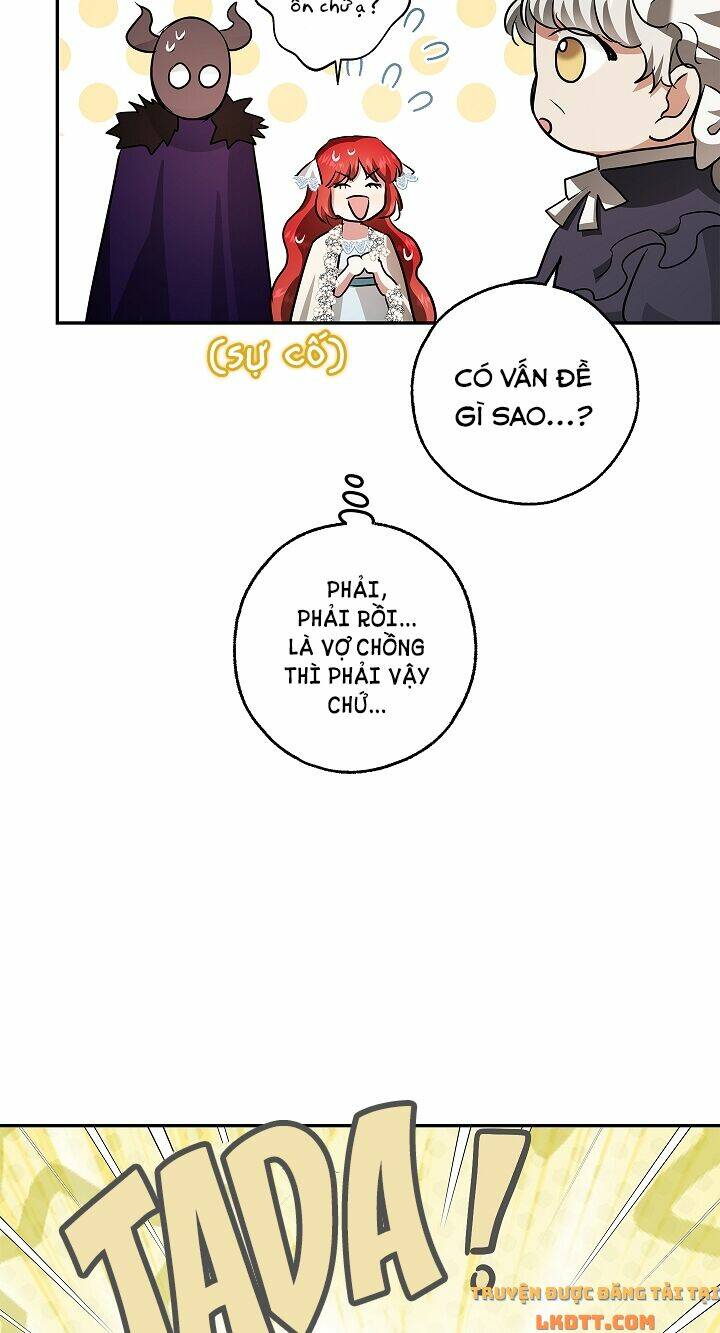 ồn chứ ạ?
(sự cố)
CÓ VẤN ĐỀ
GÌ SAO...?
PHẢI,
PHẢI RỒI...
LÀ VỢ CHỒNG
THÌ PHẢI VẬY
CHỨ...
TADA!
TRUYỆN ĐƯỢC ĐĂNG TẢI TẠI
LKDTT.COM